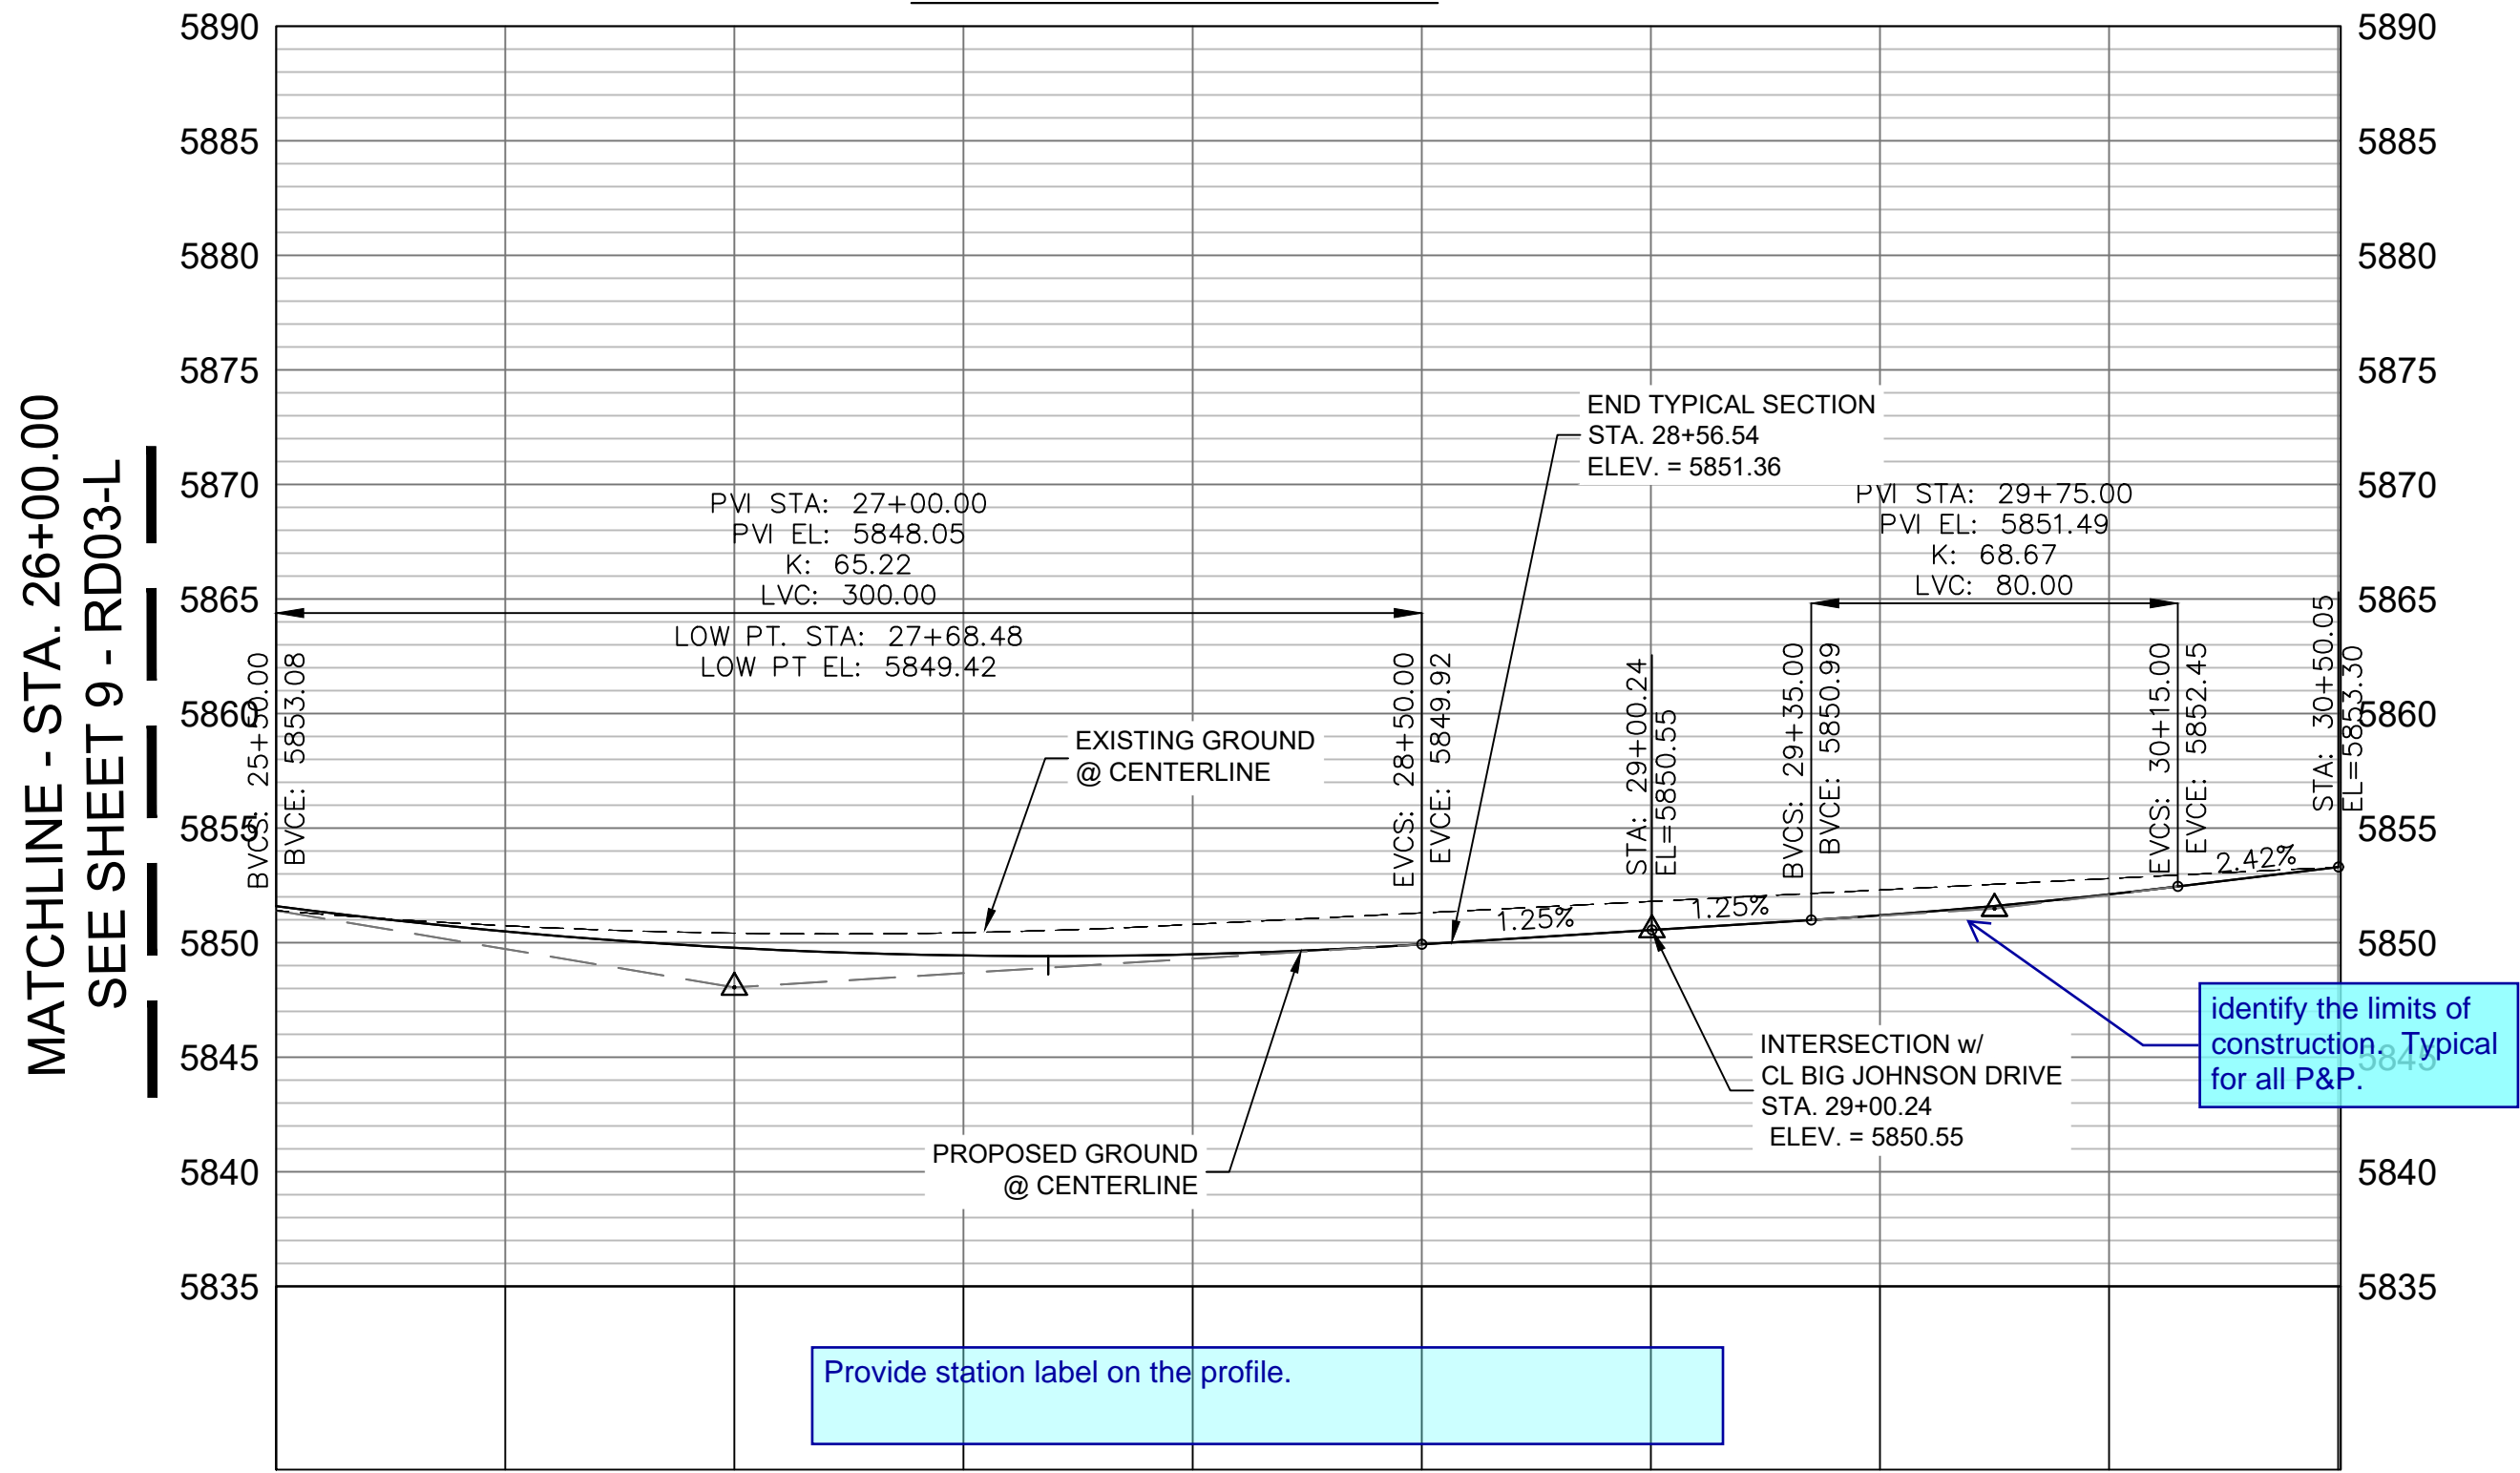 MATCHLINE - STA. 26+00.00
SEE SHEET 9 - RD03-L
5890
5885
5880
5875
5870
5865
5860
5855
5850
5845
5840
5835
5890
5885
5880
5875
5870
5865
5860
5855
5850
5845
5840
5835
BVCS: 25+50.00
BVCE: 5853.08
PVI STA: 27+00.00
PVI EL: 5848.05
K: 65.22
LVC: 300.00
LOW PT. STA: 27+68.48
LOW PT EL: 5849.42
EXISTING GROUND
@ CENTERLINE
PROPOSED GROUND
@ CENTERLINE
EVCS: 28+50.00
EVCE: 5849.92
END TYPICAL SECTION
STA. 28+56.54
ELEV. = 5851.36
1.25%
STA: 29+00.24
EL=5850.55
1.25%
INTERSECTION w/
CL BIG JOHNSON DRIVE
STA. 29+00.24
ELEV. = 5850.55
PVI STA: 29+75.00
PVI EL: 5851.49
K: 68.67
LVC: 80.00
BVCS: 29+35.00
BVCE: 5850.99
EVCS: 30+15.00
EVCE: 5852.45
2.42%
STA: 30+50.05
EL=5853.30
identify the limits of
construction. Typical
for all P&P.
Provide station label on the profile.